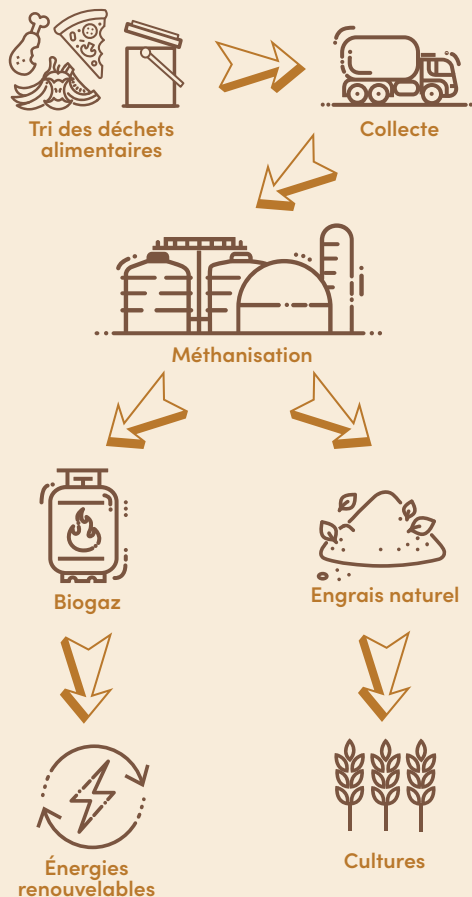 Tri des déchets
alimentaires
Collecte
Méthanisation
Biogaz
Engrais naturel
Énergies
renouvelables
Cultures